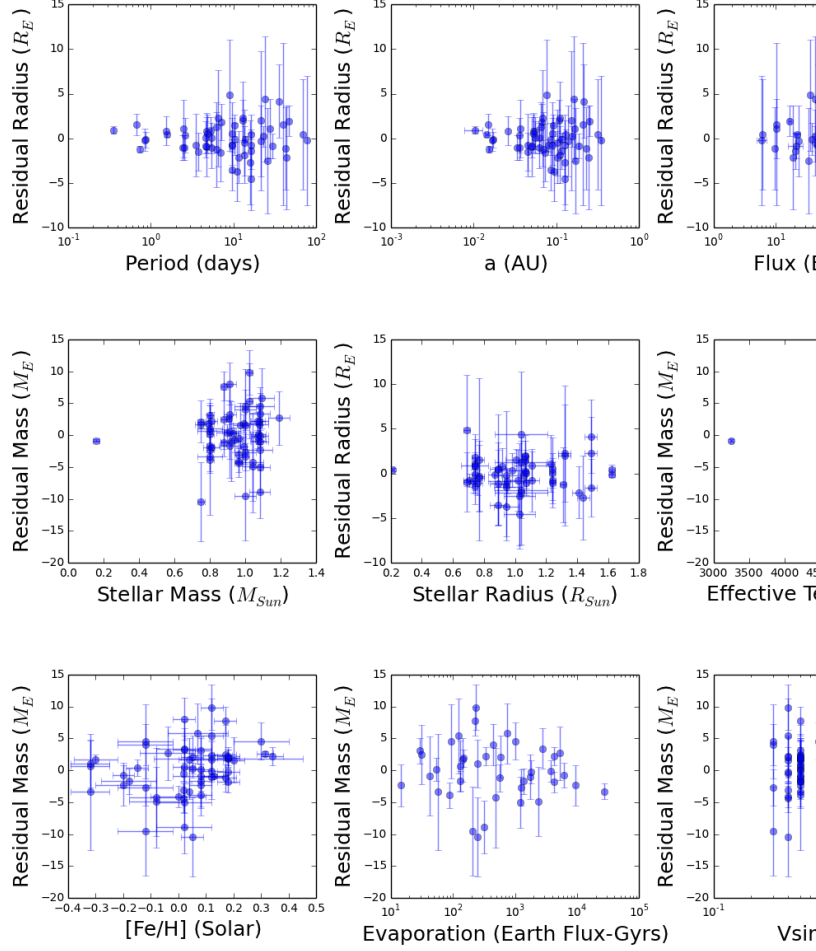 15
10
5
0
−5
−10
10^-1 10^0 10^1 10^2
Residual Radius (R_E)
Period (days)
15
10
5
0
−5
−10
10^-3 10^-2 10^-1 10^0
Residual Radius (R_E)
a (AU)
15
10
5
0
−5
−10
10^0 10^1
Residual Radius (R_E)
Flux (E
15
10
5
0
−5
−10
−15
−20
0.0 0.2 0.4 0.6 0.8 1.0 1.2 1.4
Residual Mass (M_E)
Stellar Mass (M_Sun)
15
10
5
0
−5
−10
0.2 0.4 0.6 0.8 1.0 1.2 1.4 1.6 1.8
Residual Radius (R_E)
Stellar Radius (R_Sun)
15
10
5
0
−5
−10
−15
−20
3000 3500 4000 45
Residual Mass (M_E)
Effective Te
15
10
5
0
−5
−10
−15
−20
−0.4 −0.3 −0.2 −0.1 0.0 0.1 0.2 0.3 0.4 0.5
Residual Mass (M_E)
[Fe/H] (Solar)
15
10
5
0
−5
−10
−15
−20
10^1 10^2 10^3 10^4 10^5
Residual Mass (M_E)
Evaporation (Earth Flux-Gyrs)
15
10
5
0
−5
−10
−15
−20
10^-1
Residual Mass (M_E)
Vsin